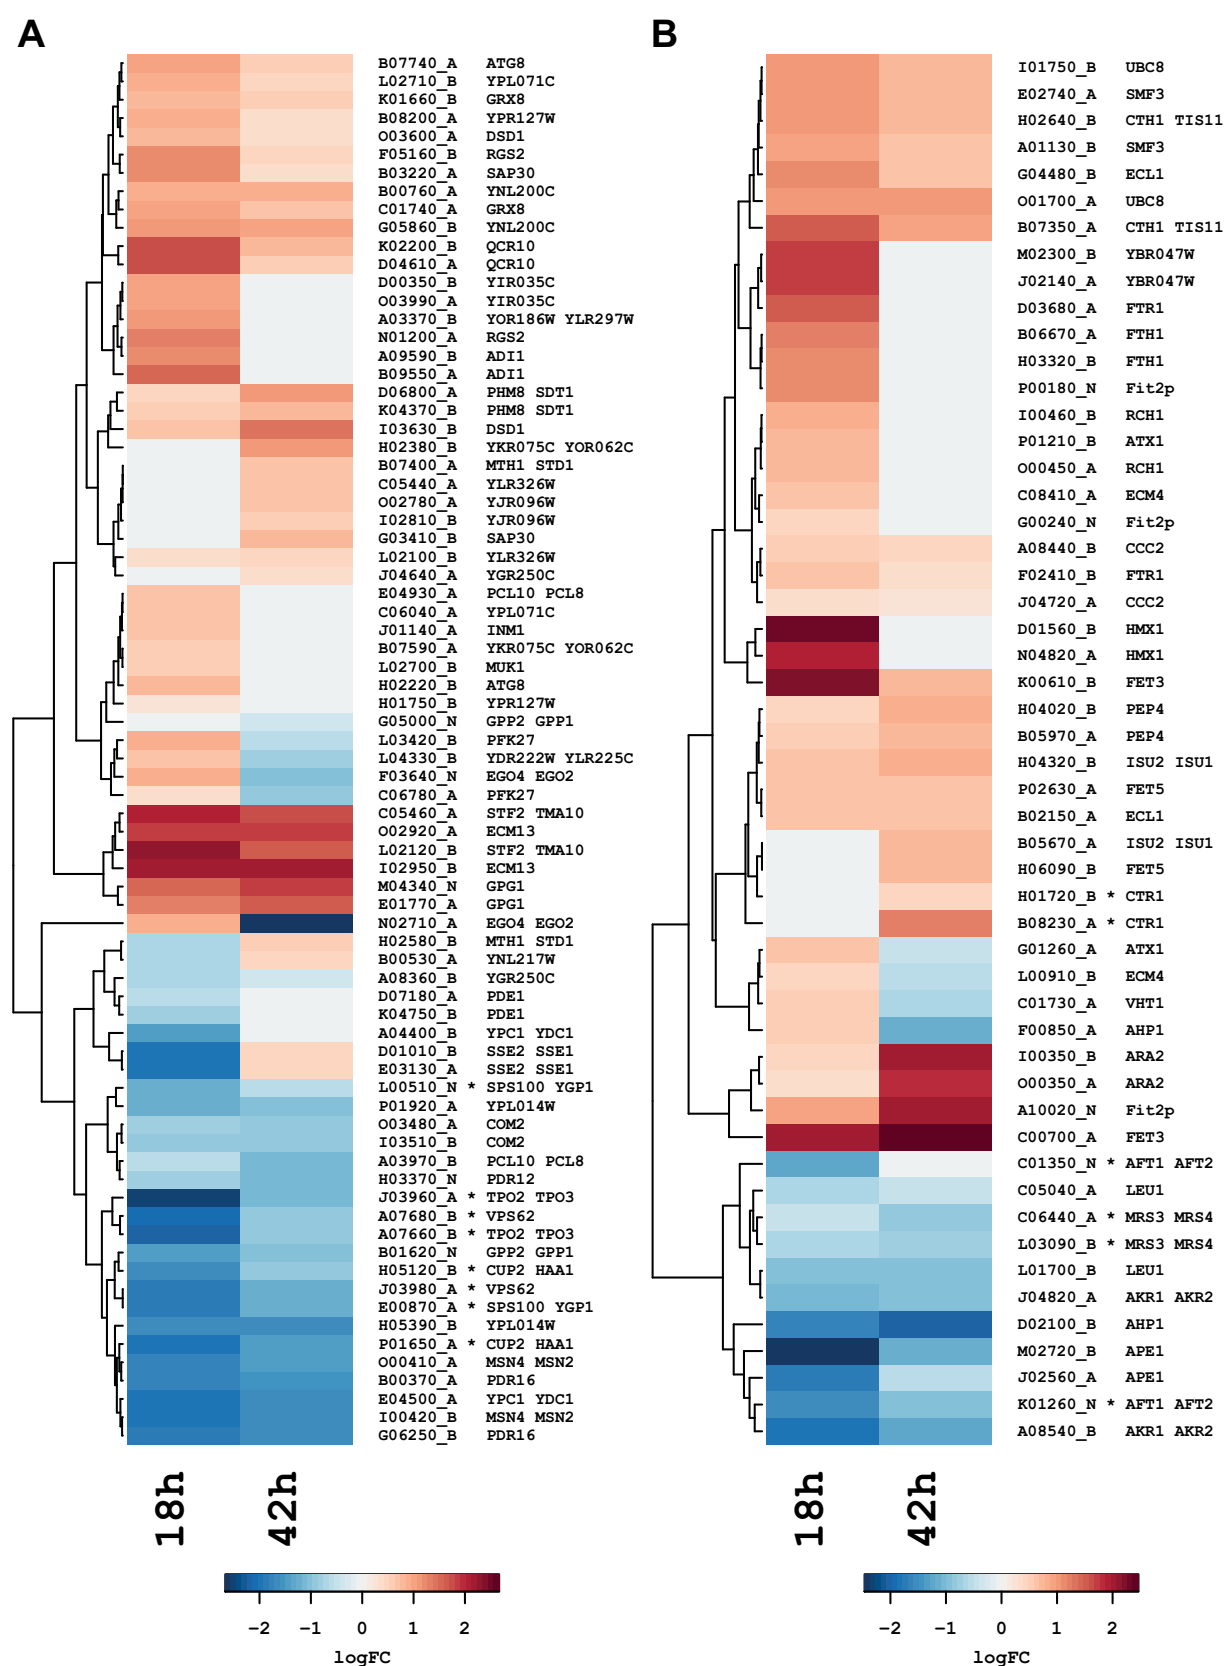 A
B07740_A ATG8
L02710_B YPL071C
K01660_B GRX8
B08200_A YPR127W
O03600_A DSD1
F05160_B RGS2
B03220_A SAP30
B00760_A YNL200C
C01740_A GRX8
G05860_B YNL200C
K02200_B QCR10
D04610_A QCR10
D00350_B YIR035C
O03990_A YIR035C
A03370_B YOR186W YLR297W
N01200_A RGS2
A09590_B ADI1
B09550_A ADI1
D06800_A PHM8 SDT1
K04370_B PHM8 SDT1
I03630_B DSD1
H02380_B YKR075C YOR062C
B07400_A MTH1 STD1
C05440_A YLR326W
O02780_A YJR096W
I02810_B YJR096W
G03410_B SAP30
L02100_B YLR326W
J04640_A YGR250C
E04930_A PCL10 PCL8
C06040_A YPL071C
J01140_A INM1
B07590_A YKR075C YOR062C
L02700_B MUK1
H02220_B ATG8
H01750_B YPR127W
G05000_N GPP2 GPP1
L03420_B PFK27
L04330_B YDR222W YLR225C
F03640_N EGO4 EGO2
C06780_A PFK27
C05460_A STF2 TMA10
O02920_A ECM13
L02120_B STF2 TMA10
I02950_B ECM13
M04340_N GPG1
E01770_A GPG1
N02710_A EGO4 EGO2
H02580_B MTH1 STD1
B00530_A YNL217W
A08360_B YGR250C
D07180_A PDE1
K04750_B PDE1
A04400_B YPC1 YDC1
D01010_B SSE2 SSE1
E03130_A SSE2 SSE1
L00510_N * SPS100 YGP1
P01920_A YPL014W
O03480_A COM2
I03510_B COM2
A03970_B PCL10 PCL8
H03370_N PDR12
J03960_A * TPO2 TPO3
A07680_B * VPS62
A07660_B * TPO2 TPO3
B01620_N GPP2 GPP1
H05120_B * CUP2 HAA1
J03980_A * VPS62
E00870_A * SPS100 YGP1
H05390_B YPL014W
P01650_A * CUP2 HAA1
O00410_A MSN4 MSN2
B00370_A PDR16
E04500_A YPC1 YDC1
I00420_B MSN4 MSN2
G06250_B PDR16
18h 42h
−2 −1 0 1 2
logFC
B
I01750_B UBC8
E02740_A SMF3
H02640_B CTH1 TIS11
A01130_B SMF3
G04480_B ECL1
O01700_A UBC8
B07350_A CTH1 TIS11
M02300_B YBR047W
J02140_A YBR047W
D03680_A FTR1
B06670_A FTH1
H03320_B FTH1
P00180_N Fit2p
I00460_B RCH1
P01210_B ATX1
O00450_A RCH1
C08410_A ECM4
G00240_N Fit2p
A08440_B CCC2
F02410_B FTR1
J04720_A CCC2
D01560_B HMX1
N04820_A HMX1
K00610_B FET3
H04020_B PEP4
B05970_A PEP4
H04320_B ISU2 ISU1
P02630_A FET5
B02150_A ECL1
B05670_A ISU2 ISU1
H06090_B FET5
H01720_B * CTR1
B08230_A * CTR1
G01260_A ATX1
L00910_B ECM4
C01730_A VHT1
F00850_A AHP1
I00350_B ARA2
O00350_A ARA2
A10020_N Fit2p
C00700_A FET3
C01350_N * AFT1 AFT2
C05040_A LEU1
C06440_A * MRS3 MRS4
L03090_B * MRS3 MRS4
L01700_B LEU1
J04820_A AKR1 AKR2
D02100_B AHP1
M02720_B APE1
J02560_A APE1
K01260_N * AFT1 AFT2
A08540_B AKR1 AKR2
18h 42h
−2 −1 0 1 2
logFC